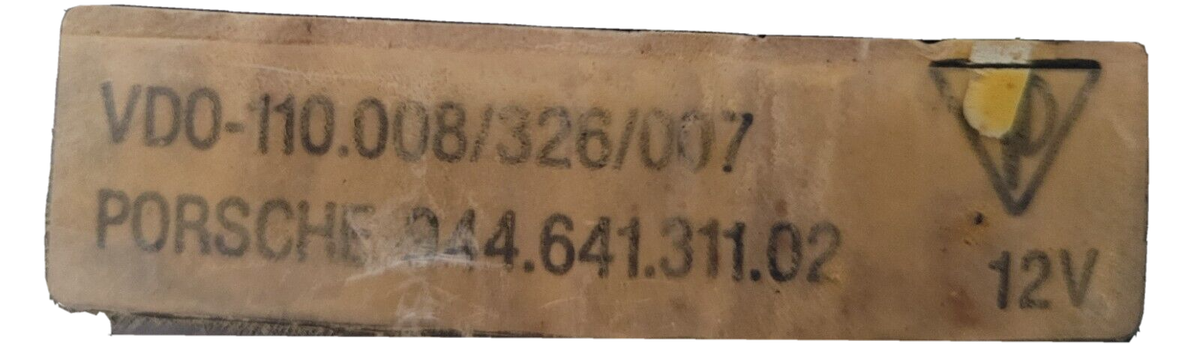 VDO-110.008/326/007
PORSCHE 944.641.311.02
P
12V